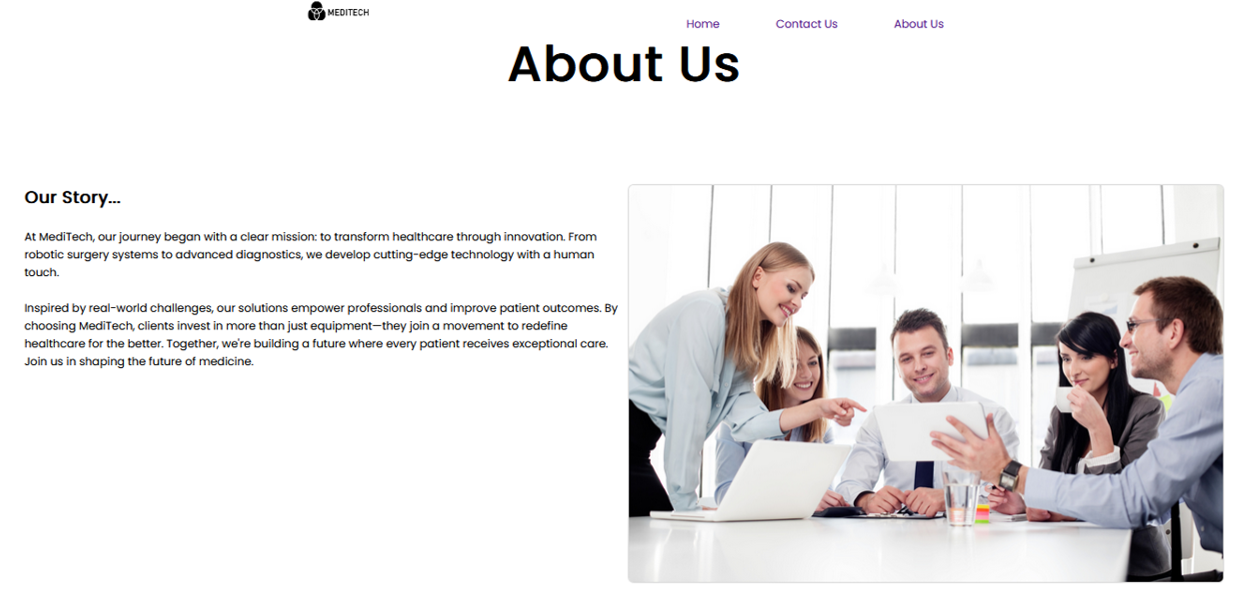 MEDITECH
Home
Contact Us
About Us
About Us
Our Story...
At MediTech, our journey began with a clear mission: to transform healthcare through innovation. From
robotic surgery systems to advanced diagnostics, we develop cutting-edge technology with a human
touch.
Inspired by real-world challenges, our solutions empower professionals and improve patient outcomes. By
choosing MediTech, clients invest in more than just equipment—they join a movement to redefine
healthcare for the better. Together, we're building a future where every patient receives exceptional care.
Join us in shaping the future of medicine.